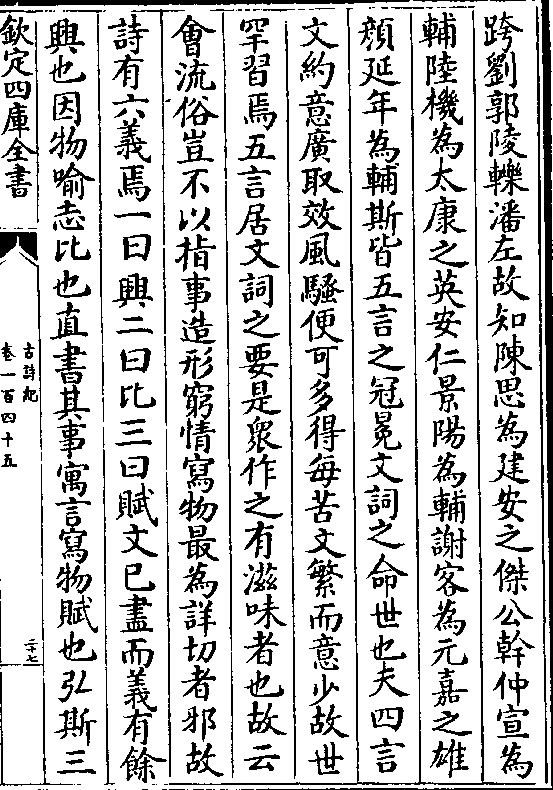 跨劉郭陵轢潘左故知陳思為建安之傑公幹仲宣為
輔陸機為太康之英安仁景陽為輔謝客為元嘉之雄
顔延年為輔斯皆五言之冠冕文詞之命世也夫四言
文約意廣取效風騷便可多得每苦文繁而意少故世
罕習焉五言居文詞之要是衆作之有滋味者也故云
會流俗豈不以指事造形窮情寫物最為詳切者邪故
詩有六義焉一曰興二曰比三曰賦文已盡而義有餘
興也因物喻志比也直書其事寓言寫物賦也弘斯三
欽定四庫全書
古詩紀
卷一百四十五
二十七